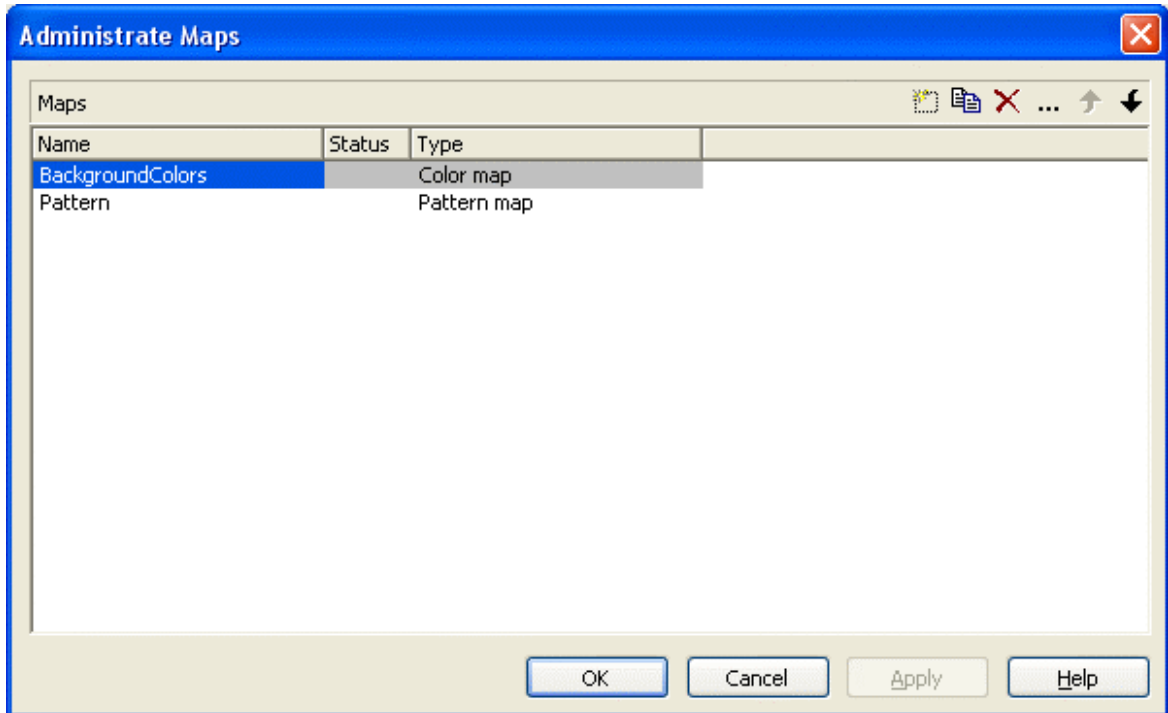 Administrate Maps
Maps
...
Name Status Type
BackgroundColors Color map
Pattern Pattern map
OK Cancel Apply Help